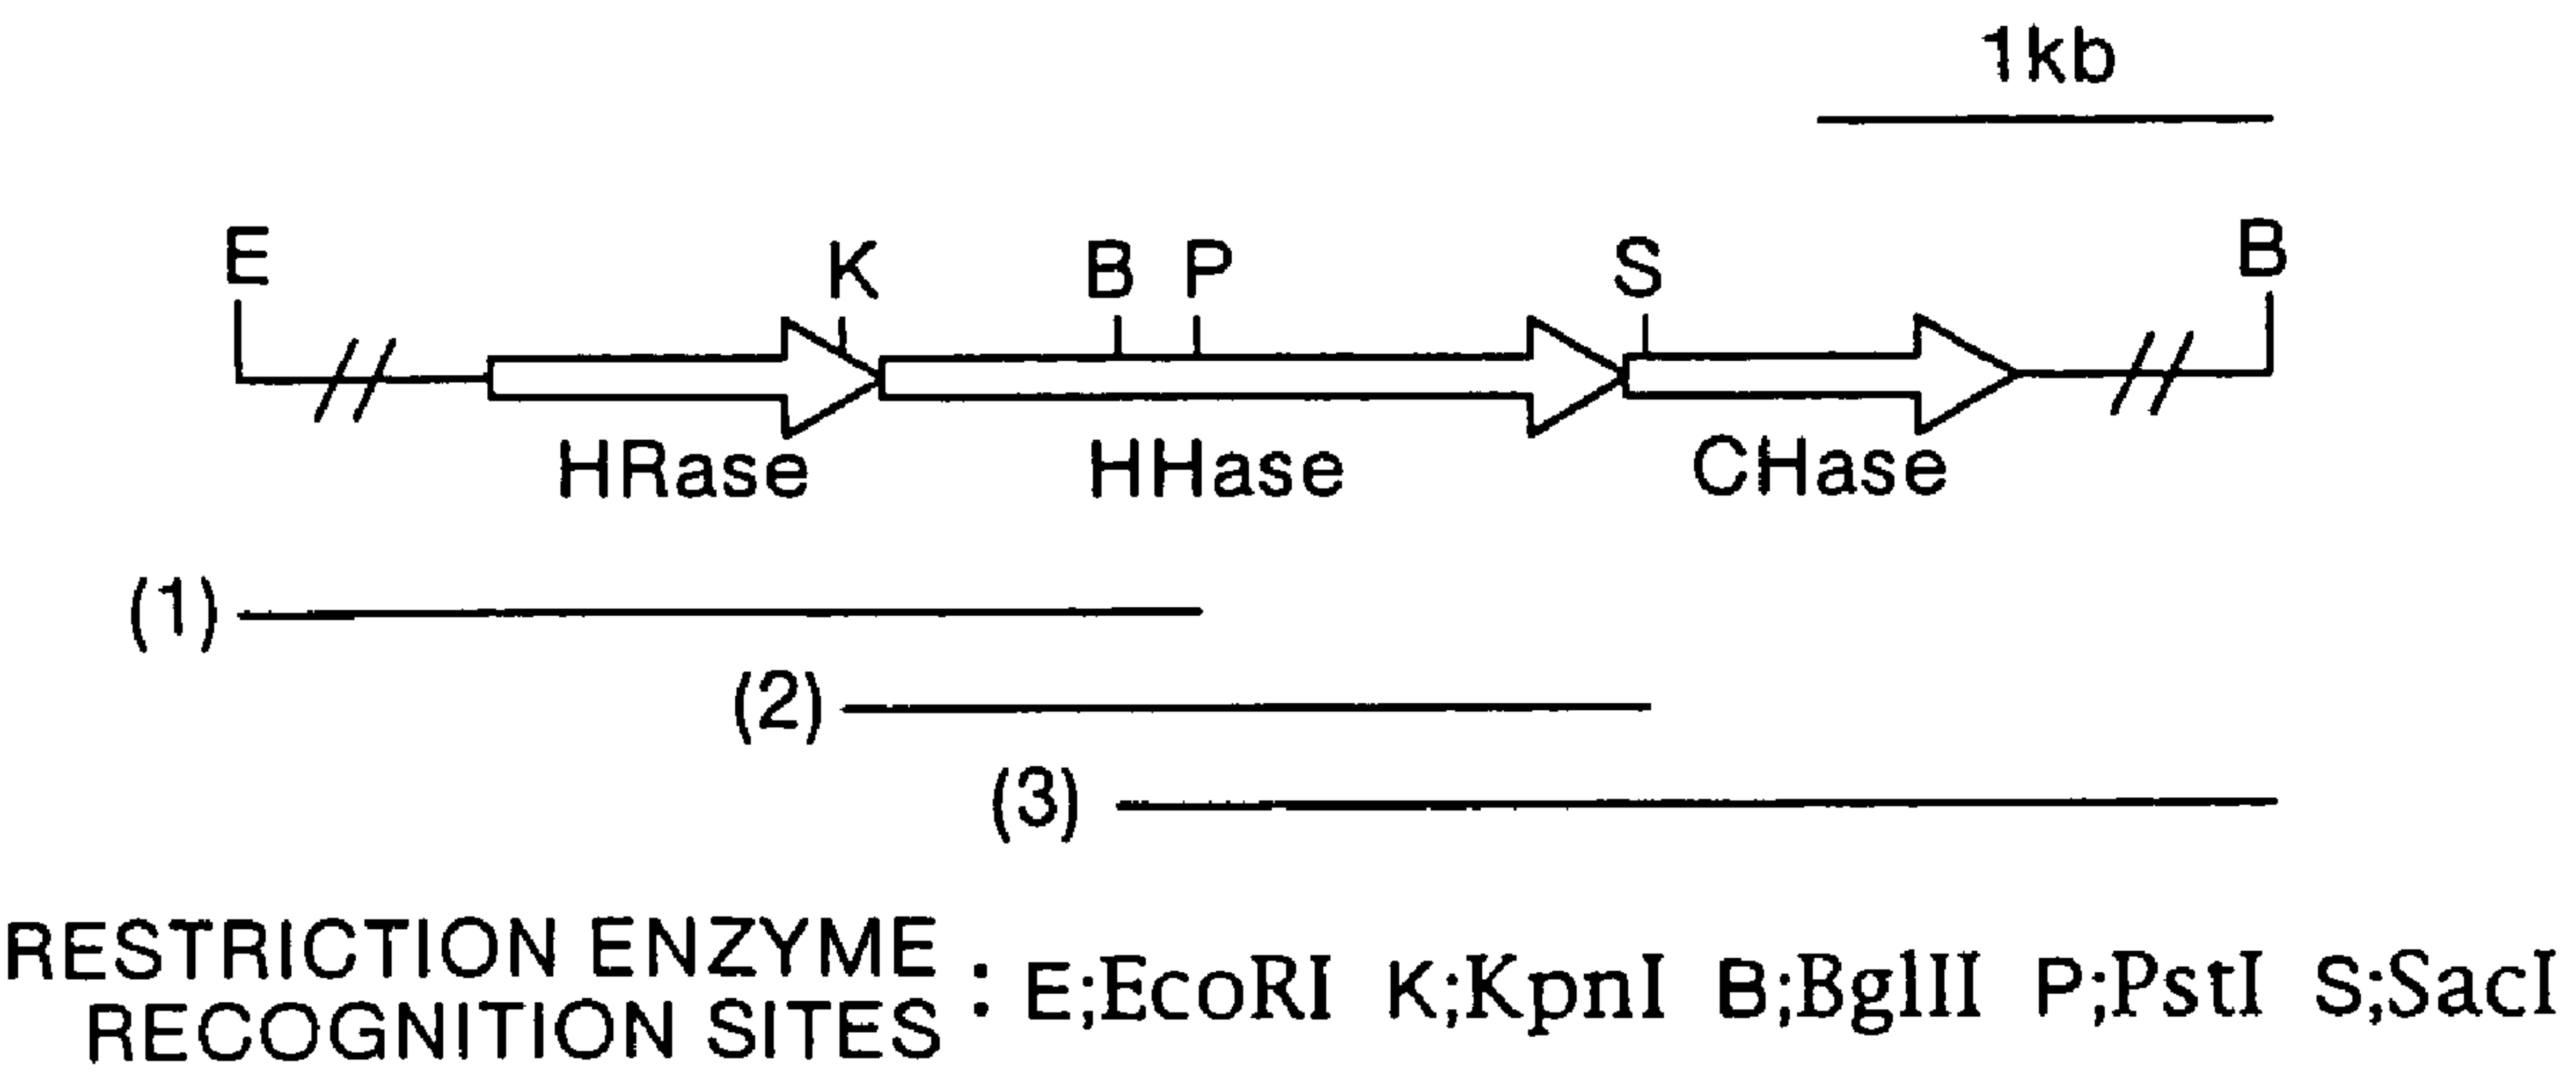 1kb
E K B P S B
HRase HHase CHase
(1)
(2)
(3)
RESTRICTION ENZYME
RECOGNITION SITES : E;EcoRI K;KpnI B;BglII P;PstI S;SacI